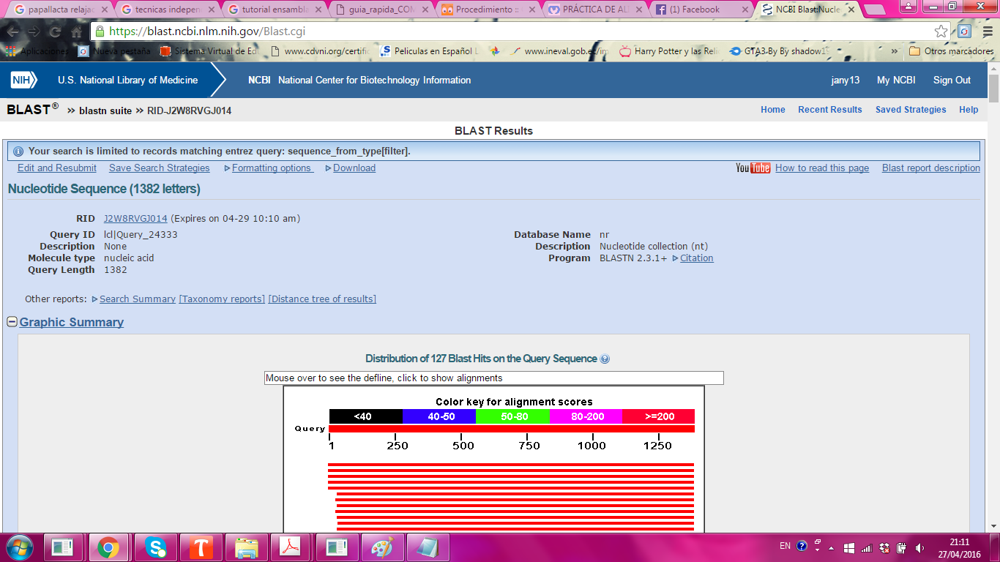 papallacta relaja
tecnicas indepen
tutorial ensambla
guia_rapida_COM
Procedimiento ::
PRÁCTICA DE AU
(1) Facebook
NCBI Blast:Nucle
https://blast.ncbi.nlm.nih.gov/Blast.cgi
Aplicaciones
Nueva pestaña
Sistema Virtual de Ed
www.cdvni.org/certifi
Peliculas en Español L
www.ineval.gob.ec/im
Harry Potter y las Reli
GTA3-By By shadow19
»
Otros marcadores
NIH
U.S. National Library of Medicine
NCBI National Center for Biotechnology Information
jany13
My NCBI
Sign Out
BLAST® » blastn suite » RID-J2W8RVGJ014
Home
Recent Results
Saved Strategies
Help
BLAST Results
Your search is limited to records matching entrez query: sequence_from_type[filter].
Edit and Resubmit
Save Search Strategies
Formatting options
Download
YouTube
How to read this page
Blast report description
Nucleotide Sequence (1382 letters)
RID J2W8RVGJ014 (Expires on 04-29 10:10 am)
Query ID lcl|Query_24333
Description None
Molecule type nucleic acid
Query Length 1382
Database Name nr
Description Nucleotide collection (nt)
Program BLASTN 2.3.1+ Citation
Other reports: Search Summary [Taxonomy reports] [Distance tree of results]
Graphic Summary
Distribution of 127 Blast Hits on the Query Sequence
Mouse over to see the defline, click to show alignments
Color key for alignment scores
<40 40-50 50-80 80-200 >=200
Query
1 250 500 750 1000 1250
EN
21:11
27/04/2016